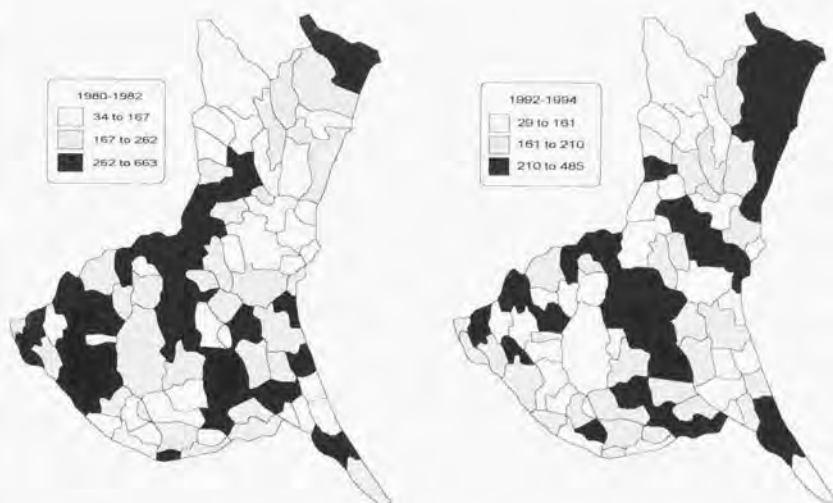 1980-1982
34 to 167
167 to 262
262 to 663
1992-1994
29 to 161
161 to 210
210 to 485